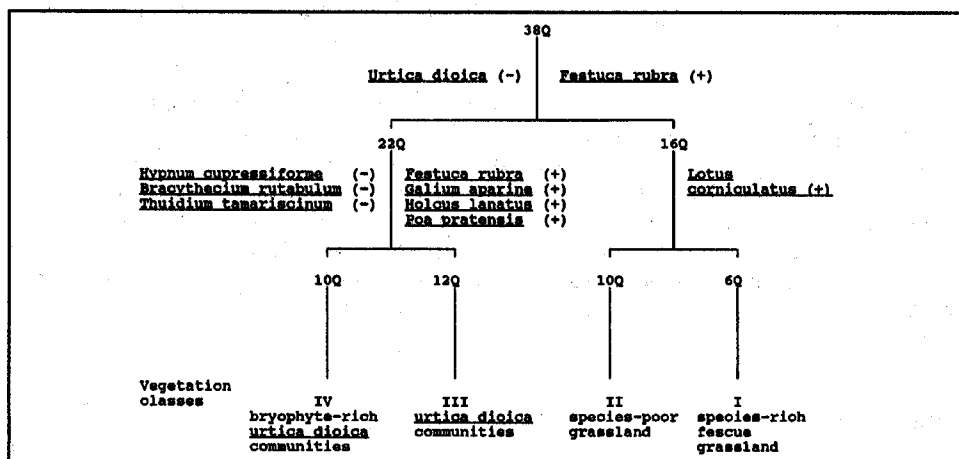 38Q
Urtica dioica (-) Festuca rubra (+)
22Q 16Q
Hypnum cupressiforme (-) Festuca rubra (+) Lotus
Bracythecium rutabulum (-) Galium aparine (+) corniculatus (+)
Thuidium tamariscinum (-) Holcus lanatus (+)
Poa pratensis (+)
10Q 12Q 10Q 6Q
Vegetation
classes IV III II I
bryophyte-rich urtica dioica species-poor species-rich
urtica dioica communities grassland fescue
communities grassland